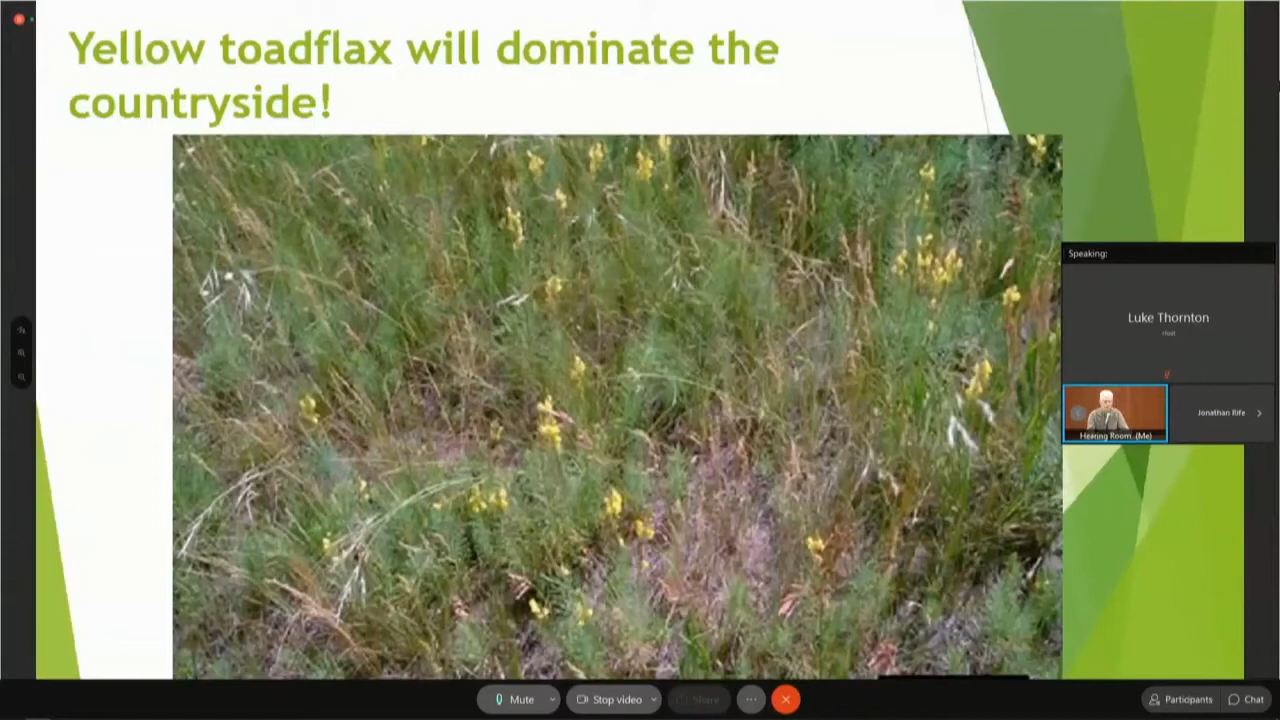 Yellow toadflax will dominate the
countryside!
Speaking:
Luke Thornton
Host
Hearing Room (Me)
Jonathan Rife
Mute
Stop video
Share
Participants
Chat